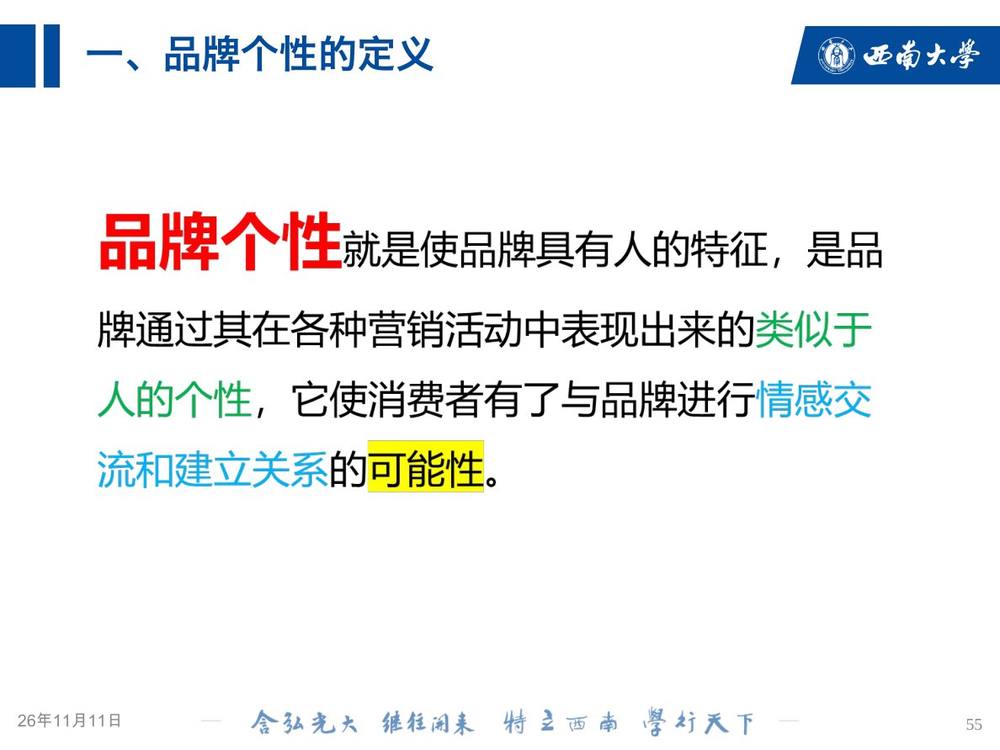 一、品牌个性的定义
西南大学
品牌个性就是使品牌具有人的特征，是品
牌通过其在各种营销活动中表现出来的类似于
人的个性，它使消费者有了与品牌进行情感交
流和建立关系的可能性。
26年11月11日
含弘光大 继往开来 特立西南 学行天下
55